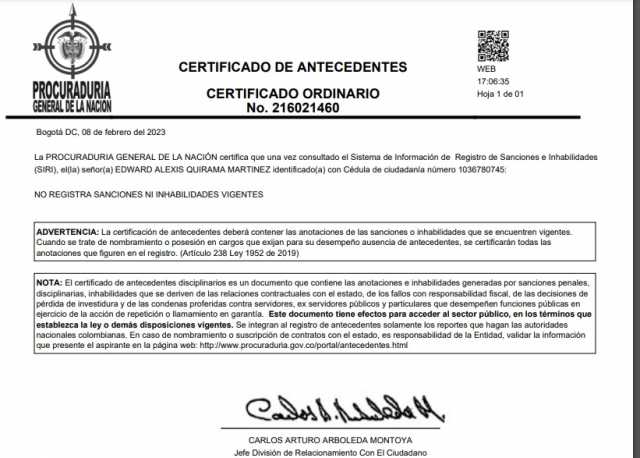 PROCURADURIA
GENERAL DE LA NACION
CERTIFICADO DE ANTECEDENTES
CERTIFICADO ORDINARIO
No. 216021460
WEB
17:06:35
Hoja 1 de 01
Bogotá DC, 08 de febrero del 2023
La PROCURADURIA GENERAL DE LA NACIÓN certifica que una vez consultado el Sistema de Información de Registro de Sanciones e Inhabilidades
(SIRI), el(la) señor(a) EDWARD ALEXIS QUIRAMA MARTINEZ identificado(a) con Cédula de ciudadanía número 1036780745:
NO REGISTRA SANCIONES NI INHABILIDADES VIGENTES
ADVERTENCIA: La certificación de antecedentes deberá contener las anotaciones de las sanciones o inhabilidades que se encuentren vigentes.
Cuando se trate de nombramiento o posesión en cargos que exijan para su desempeño ausencia de antecedentes, se certificarán todas las
anotaciones que figuren en el registro. (Artículo 238 Ley 1952 de 2019)
NOTA: El certificado de antecedentes disciplinarios es un documento que contiene las anotaciones e inhabilidades generadas por sanciones penales,
disciplinarias, inhabilidades que se deriven de las relaciones contractuales con el estado, de los fallos con responsabilidad fiscal, de las decisiones de
pérdida de investidura y de las condenas proferidas contra servidores, ex servidores públicos y particulares que desempeñen funciones públicas en
ejercicio de la acción de repetición o llamamiento en garantía. Este documento tiene efectos para acceder al sector público, en los términos que
establezca la ley o demás disposiciones vigentes. Se integran al registro de antecedentes solamente los reportes que hagan las autoridades
nacionales colombianas. En caso de nombramiento o suscripción de contratos con el estado, es responsabilidad de la Entidad, validar la información
que presente el aspirante en la página web: http://www.procuraduria.gov.co/portal/antecedentes.html
Carlos A. Arboleda M.
CARLOS ARTURO ARBOLEDA MONTOYA
Jefe División de Relacionamiento Con El Ciudadano